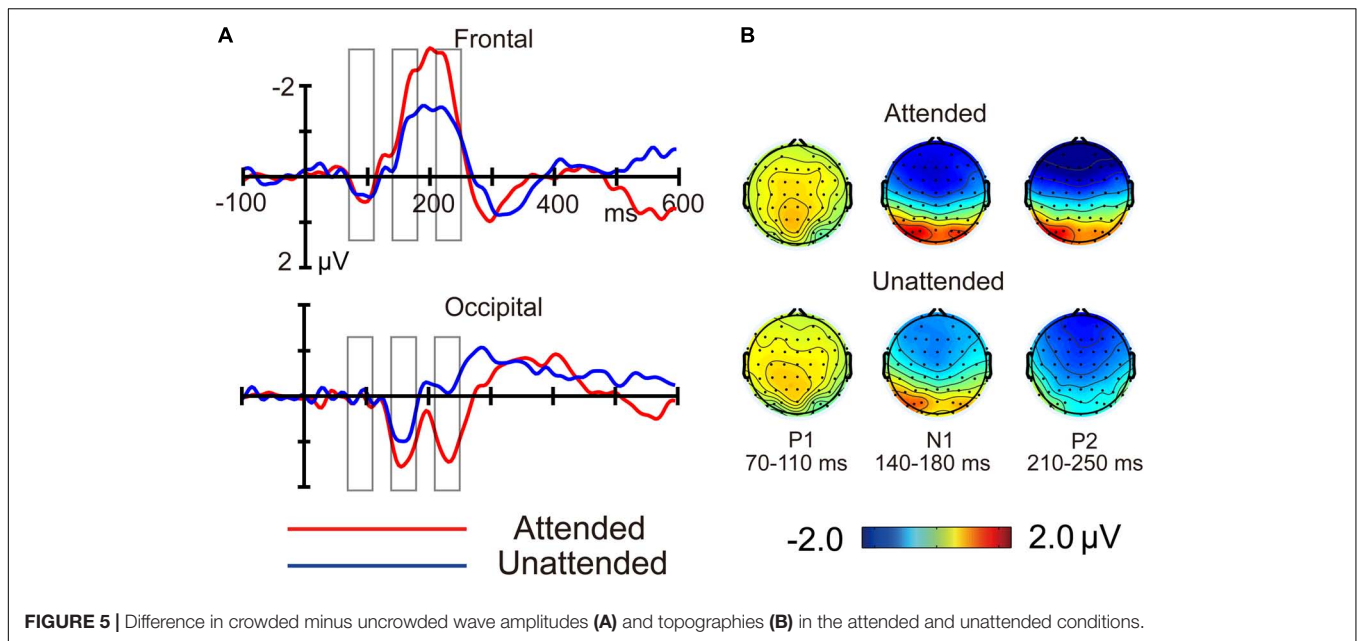 A
Frontal
-2
-100
200
400
ms
600
2
µV
Occipital
Attended
Unattended
B
Attended
Unattended
P1
N1
P2
70-110 ms
140-180 ms
210-250 ms
-2.0
2.0 µV
FIGURE 5 | Difference in crowded minus uncrowded wave amplitudes (A) and topographies (B) in the attended and unattended conditions.